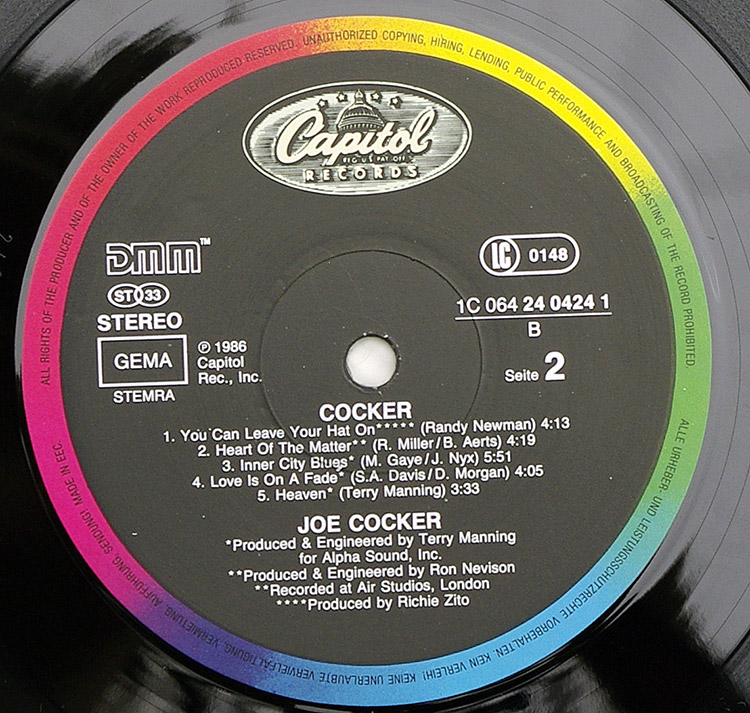 ALL RIGHTS OF THE PRODUCER AND OF THE OWNER OF THE WORK REPRODUCED RESERVED. UNAUTHORIZED COPYING, HIRING, LENDING, PUBLIC PERFORMANCE AND BROADCASTING OF THE RECORD PROHIBITED.
Capitol
REG. U.S. PAT. OFF.
RECORDS
DMM™
LC 0148
ST 33
STEREO
1C 064 24 0424 1
B
GEMA
STEMRA
℗ 1986
Capitol
Rec., Inc.
Seite 2
COCKER
1. You Can Leave Your Hat On***** (Randy Newman) 4:13
2. Heart Of The Matter** (R. Miller/B. Aerts) 4:19
3. Inner City Blues* (M. Gaye/J. Nyx) 5:51
4. Love Is On A Fade* (S.A. Davis/D. Morgan) 4:05
5. Heaven* (Terry Manning) 3:33
JOE COCKER
*Produced & Engineered by Terry Manning
for Alpha Sound, Inc.
**Produced & Engineered by Ron Nevison
**Recorded at Air Studios, London
****Produced by Richie Zito
ALLE URHEBER- UND LEISTUNGSSCHUTZRECHTE VORBEHALTEN. KEIN VERLEIH! KEINE UNERLAUBTE VERVIELFÄLTIGUNG, VERMIETUNG, AUFFÜHRUNG, SENDUNG! MADE IN EEC.